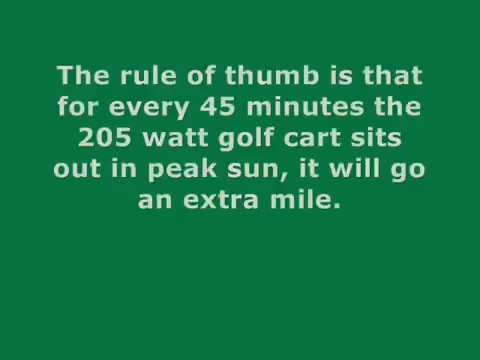 The rule of thumb is that
for every 45 minutes the
205 watt golf cart sits
out in peak sun, it will go
an extra mile.